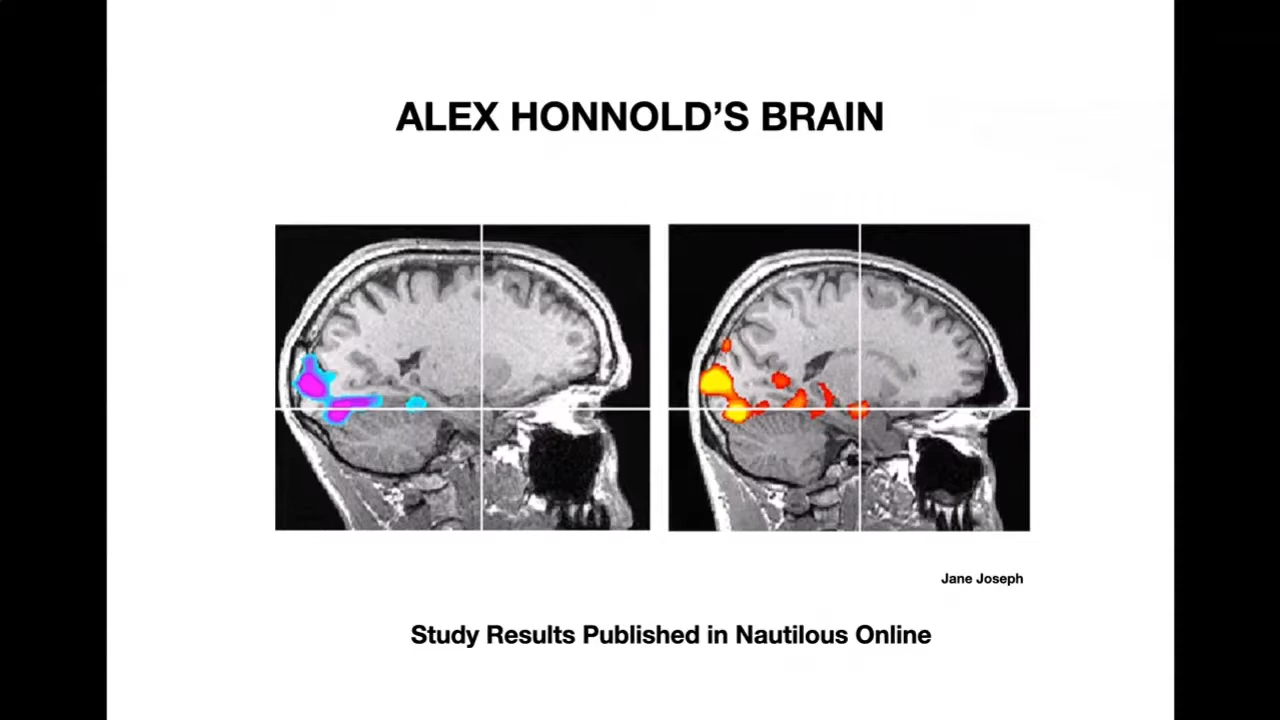 ALEX HONNOLD’S BRAIN
Jane Joseph
Study Results Published in Nautilous Online